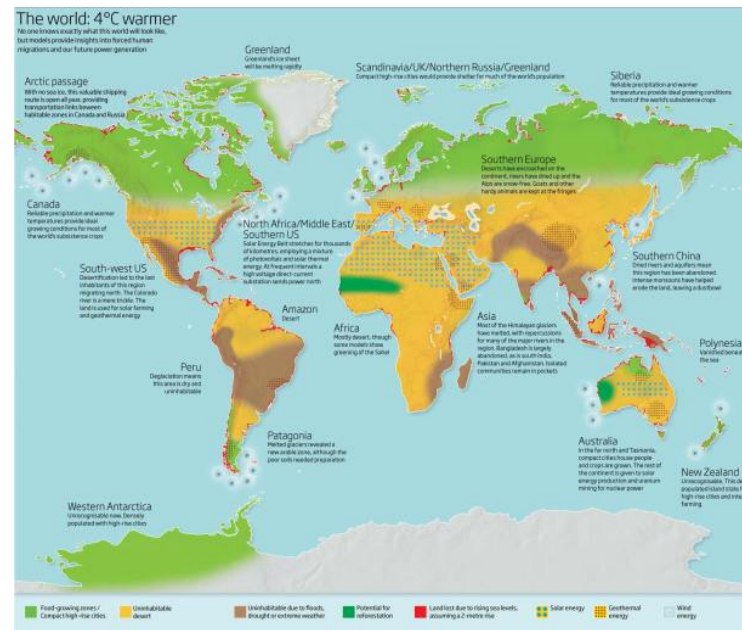 The world: 4°C warmer
No one knows exactly what this world will look like,
but models provide insights into forced human
migrations and our future power generation
Greenland
Greenland's ice sheet
will be melting rapidly
Scandinavia/UK/Northern Russia/Greenland
Compact high-rise cities would provide shelter for much of the world's population
Siberia
Reliable precipitation and warmer
temperatures provide ideal growing conditions
for most of the world's subsistence crops
Arctic passage
With no sea ice, this valuable shipping
route is open all year, providing
transportation links between
habitable zones in Canada and Russia
Southern Europe
Deserts have encroached on the
continent, rivers have dried up and the
Alps are snow-free. Goats and other
hardy animals are kept at the fringes
Canada
Reliable precipitation and warmer
temperatures provide ideal
growing conditions for most of
the world's subsistence crops
North Africa/Middle East/
Southern US
Solar Energy Belt stretches for thousands
of kilometres, employing a mixture
of photovoltaic and solar thermal
energy. At frequent intervals a
high voltage direct current
substation sends power north
Southern China
Dried rivers and aquifers mean
this region has been abandoned.
Intense monsoons have helped
erode the land, leaving a dustbowl
South-west US
Desertification led to the last
inhabitants of this region
migrating north. The Colorado
river is a mere trickle. The
land is used for solar farming
and geothermal energy
Amazon
Desert
Africa
Mostly desert, though
some models show
greening of the Sahel
Asia
Most of the Himalayan glaciers
have melted, with repercussions
for many of the major rivers in the
region. Bangladesh is largely
abandoned, as is south India,
Pakistan and Afghanistan. Isolated
communities remain in pockets
Polynesia
Vanished
the sea
Peru
Deglaciation means
this area is dry and
uninhabitable
Patagonia
Melted glaciers revealed a
new arable zone, although the
poor soils needed preparation
Australia
In the far north and Tasmania,
compact cities house people
and crops are grown. The rest of
the continent is given to solar
energy production and uranium
mining for nuclear power
New Zealand
Unrecognisable. This
populated island state
high-rise cities and
farming.
Western Antarctica
Unrecognisable now. Densely
populated with high-rise cities
Food-growing zones /
Compact high-rise cities
Uninhabitable
desert
Uninhabitable due to floods,
drought or extreme weather
Potential for
reforestation
Land lost due to rising sea levels,
assuming a 2-metre rise
Solar energy
Geothermal
energy
Wind
energy